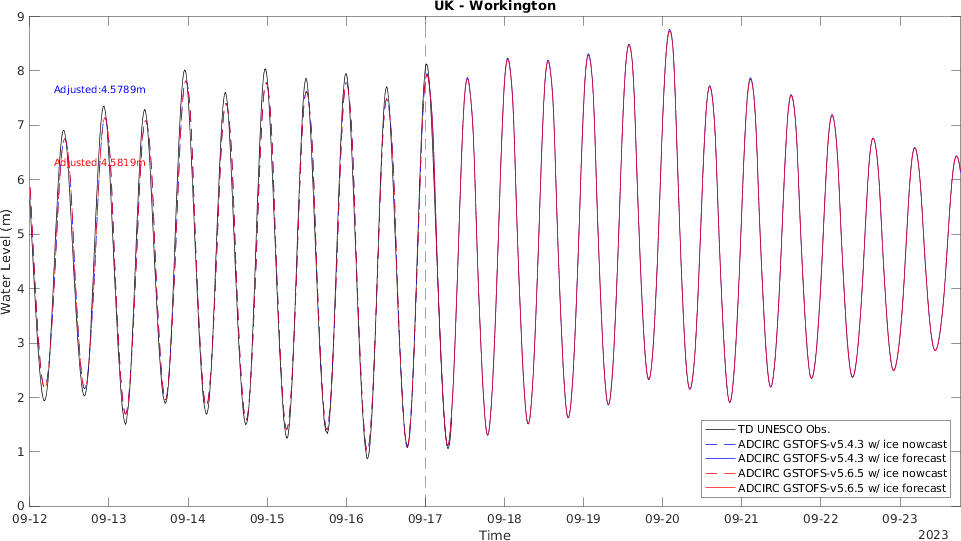 UK - Workington
9
8
7
6
5
4
3
2
1
0
Water Level (m)
Adjusted:4.5789m
Adjusted:4.5819m
TD UNESCO Obs.
ADCIRC GSTOFS-v5.4.3 w/ ice nowcast
ADCIRC GSTOFS-v5.4.3 w/ ice forecast
ADCIRC GSTOFS-v5.6.5 w/ ice nowcast
ADCIRC GSTOFS-v5.6.5 w/ ice forecast
09-12 09-13 09-14 09-15 09-16 09-17 09-18 09-19 09-20 09-21 09-22 09-23
Time
2023